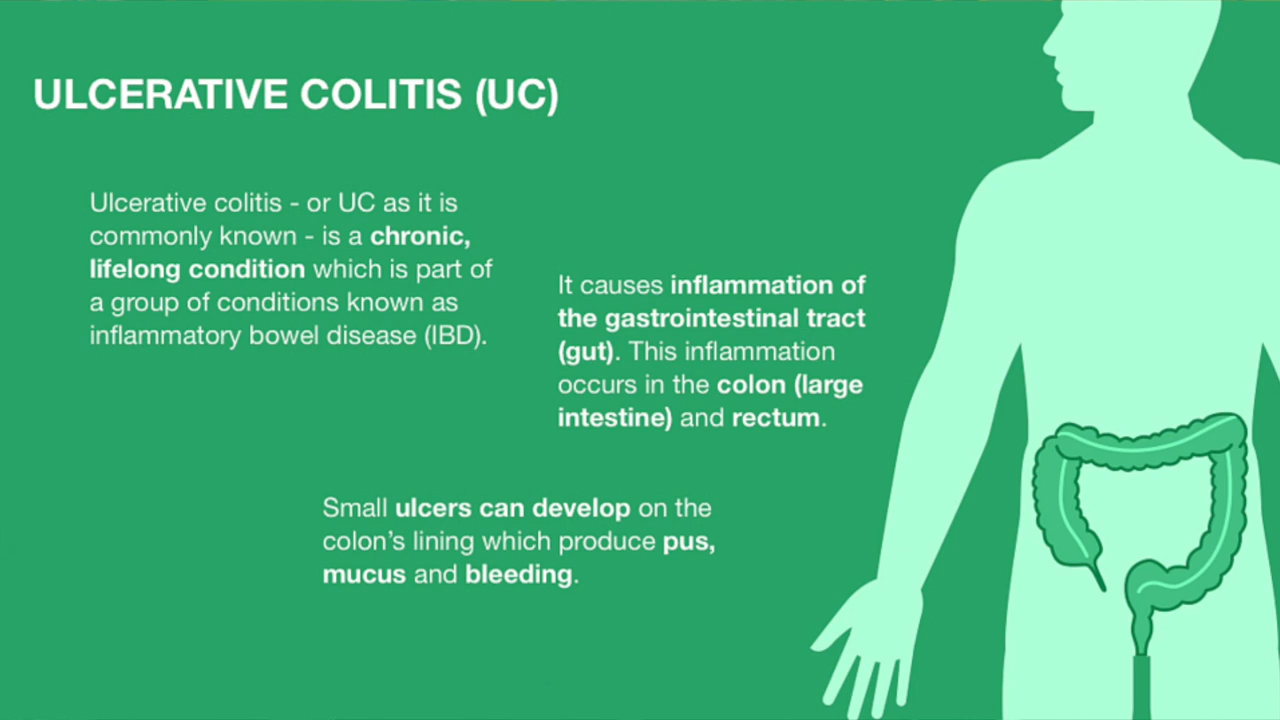 ULCERATIVE COLITIS (UC)
Ulcerative colitis - or UC as it is
commonly known - is a chronic,
lifelong condition which is part of
a group of conditions known as
inflammatory bowel disease (IBD).
It causes inflammation of
the gastrointestinal tract
(gut). This inflammation
occurs in the colon (large
intestine) and rectum.
Small ulcers can develop on the
colon’s lining which produce pus,
mucus and bleeding.